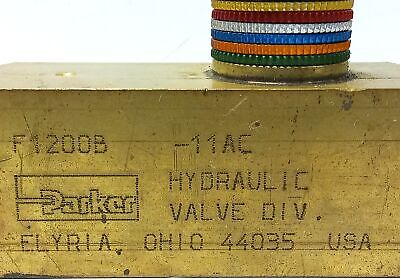 F1200B -11AC
Parker HYDRAULIC
VALVE DIV.
ELYRIA, OHIO 44035 USA